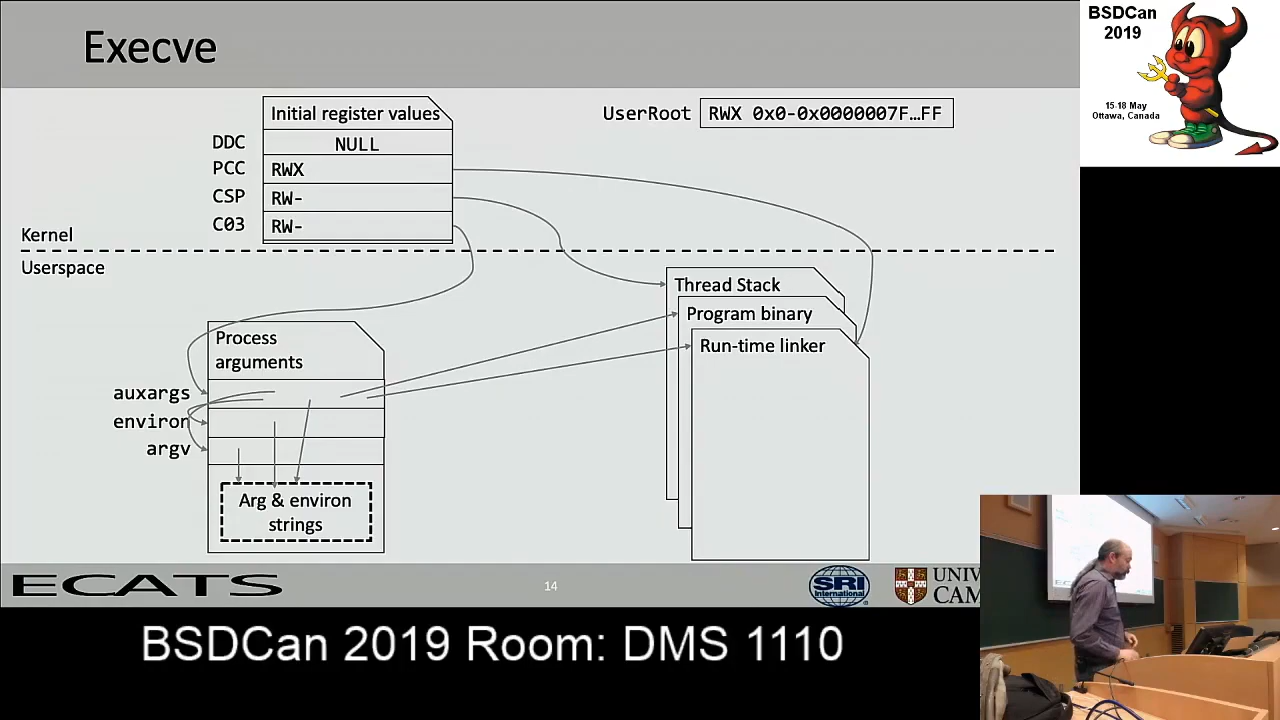 Execve
BSDCan
2019
15-18 May
Ottawa, Canada
Initial register values
UserRoot
RWX 0x0-0x0000007F…FF
DDC
NULL
PCC
RWX
CSP
RW-
C03
RW-
Kernel
Userspace
Thread Stack
Program binary
Run-time linker
Process
arguments
auxargs
environ
argv
Arg & environ
strings
ECATS
14
SRI
International
UNIV
CAM
BSDCan 2019 Room: DMS 1110